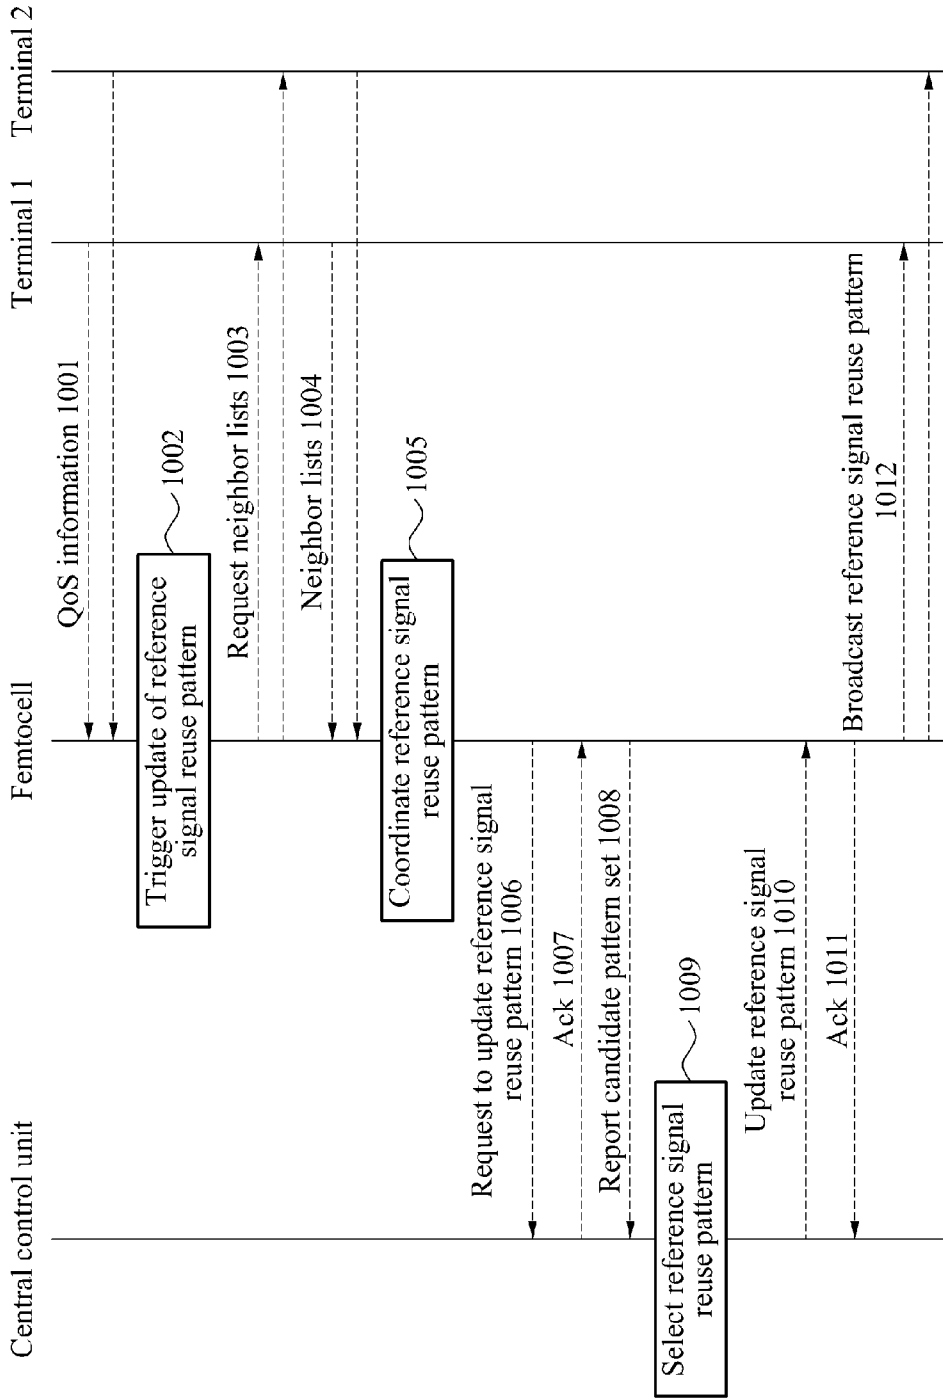 Central control unit
Femtocell
Terminal 1
Terminal 2
QoS information 1001
Trigger update of reference
signal reuse pattern
1002
Request neighbor lists 1003
Neighbor lists 1004
Coordinate reference signal
reuse pattern
1005
Request to update reference signal
reuse pattern 1006
Ack 1007
Report candidate pattern set 1008
Select reference signal
reuse pattern
1009
Update reference signal
reuse pattern 1010
Ack 1011
Broadcast reference signal reuse pattern
1012